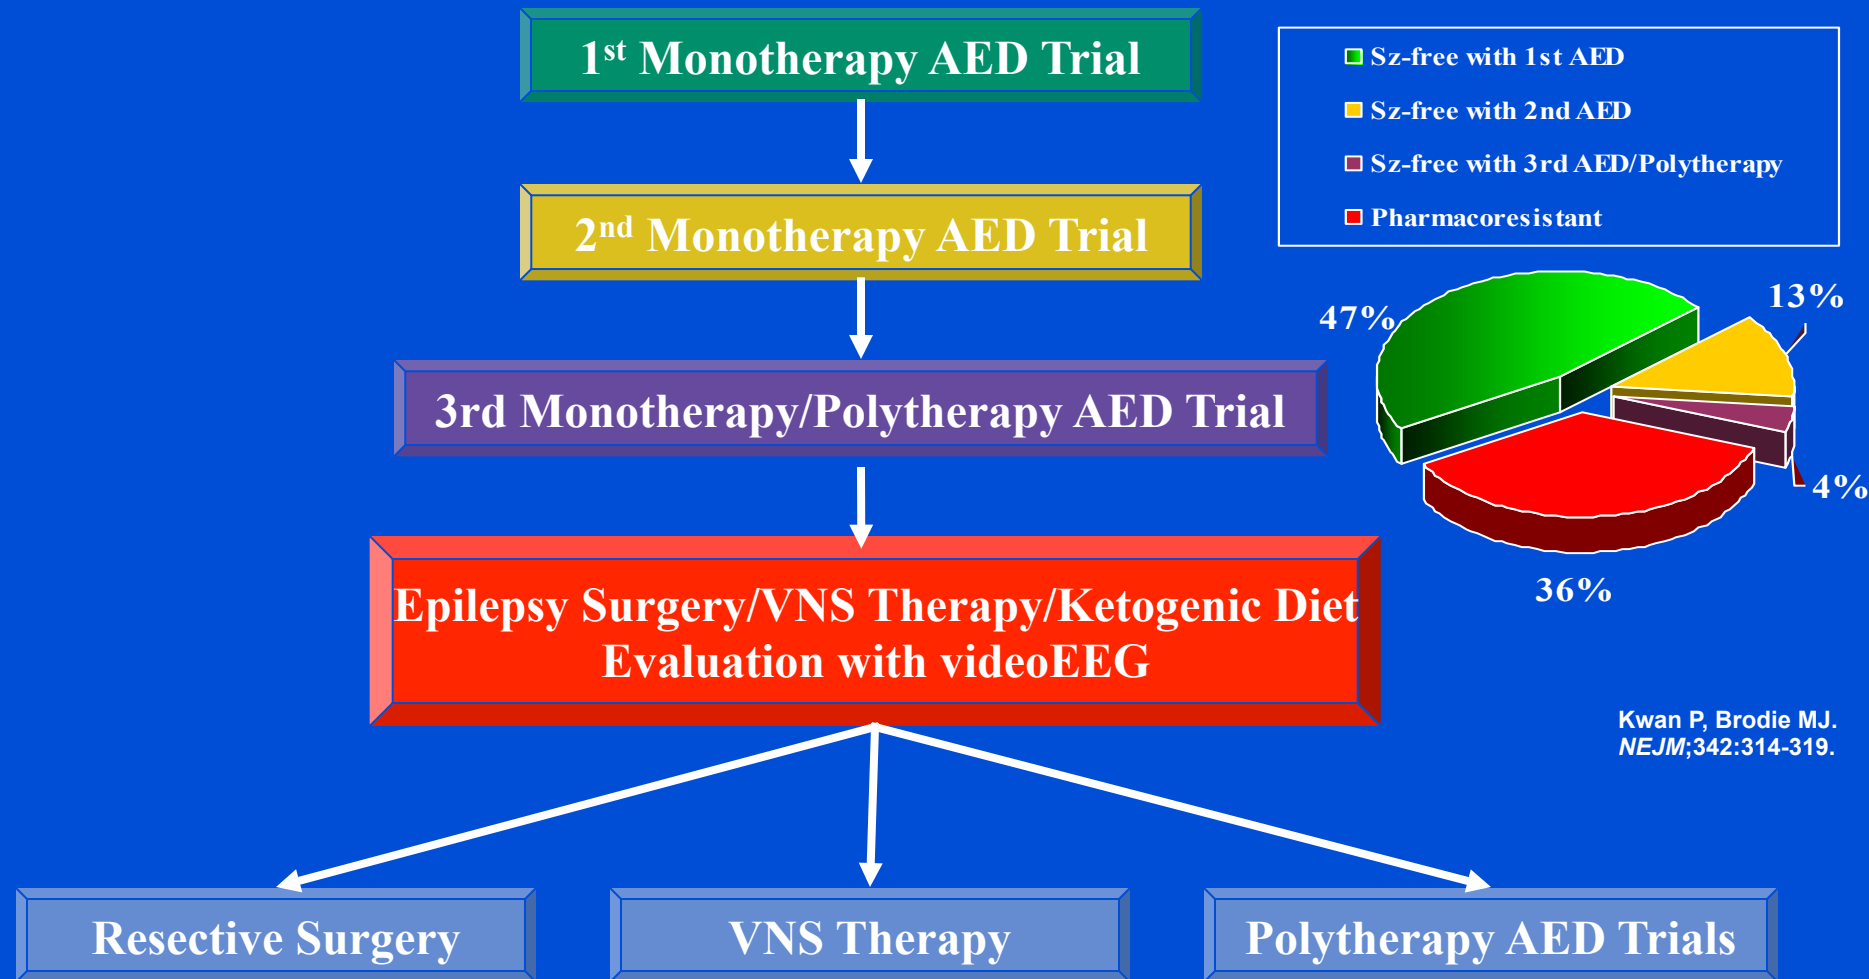 1st Monotherapy AED Trial
2nd Monotherapy AED Trial
3rd Monotherapy/Polytherapy AED Trial
Epilepsy Surgery/VNS Therapy/Ketogenic Diet
Evaluation with videoEEG
Resective Surgery
VNS Therapy
Polytherapy AED Trials
Sz-free with 1st AED
Sz-free with 2nd AED
Sz-free with 3rd AED/Polytherapy
Pharmacoresistant
47%
13%
4%
36%
Kwan P, Brodie MJ.
NEJM;342:314-319.